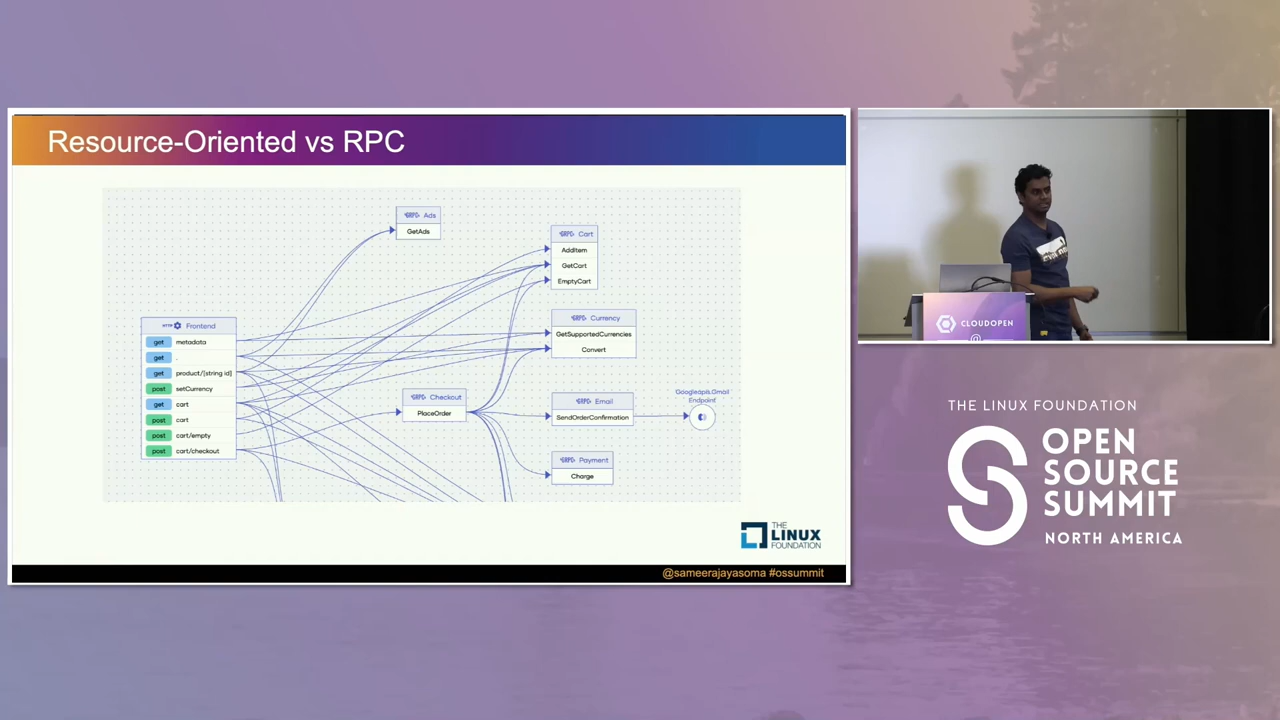 Resource-Oriented vs RPC
gRPC Ads
GetAds
gRPC Cart
AddItem
GetCart
EmptyCart
gRPC Currency
GetSupportedCurrencies
Convert
HTTP Frontend
get metadata
get .
get product/[string id]
post setCurrency
get cart
post cart
post cart/empty
post cart/checkout
gRPC Checkout
PlaceOrder
gRPC Email
SendOrderConfirmation
Googleapis.Gmail
Endpoint
gRPC Payment
Charge
THE
LINUX
FOUNDATION
@sameerajayasoma #ossummit
CLOUDOPEN
THE LINUX FOUNDATION
OPEN
SOURCE
SUMMIT
NORTH AMERICA